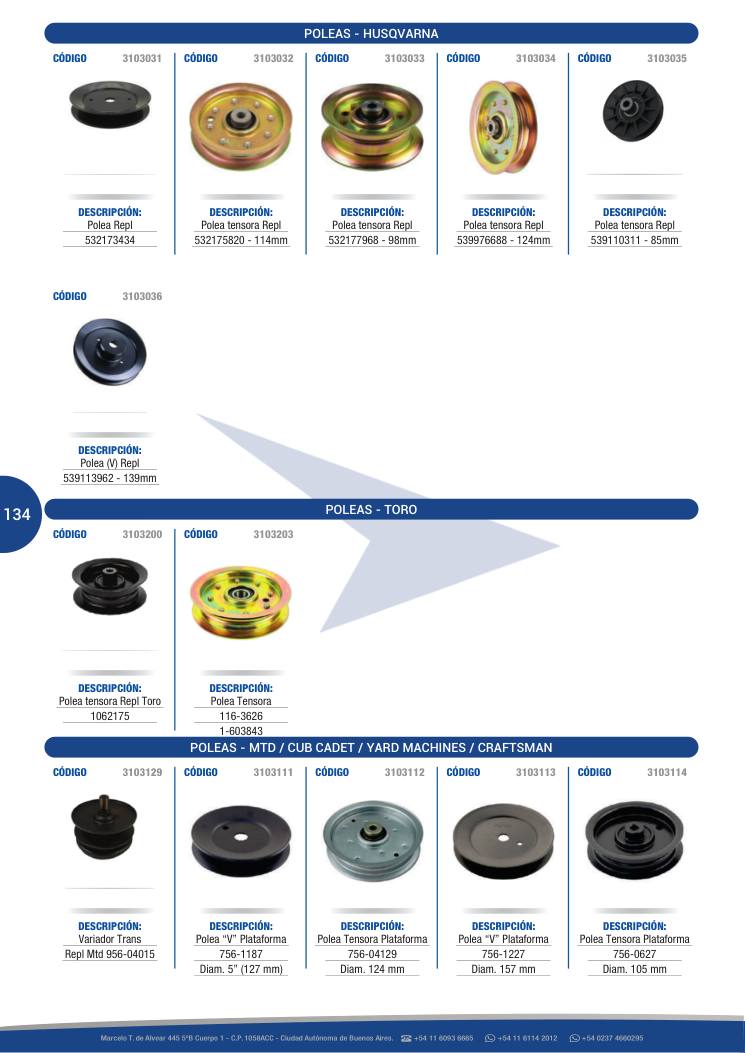 POLEAS - HUSQVARNA
CÓDIGO 3103031
DESCRIPCIÓN:
Polea Repl
532173434
CÓDIGO 3103032
DESCRIPCIÓN:
Polea tensora Repl
532175820 - 114mm
CÓDIGO 3103033
DESCRIPCIÓN:
Polea tensora Repl
532177968 - 98mm
CÓDIGO 3103034
DESCRIPCIÓN:
Polea tensora Repl
539976688 - 124mm
CÓDIGO 3103035
DESCRIPCIÓN:
Polea tensora Repl
539110311 - 85mm
CÓDIGO 3103036
DESCRIPCIÓN:
Polea (V) Repl
539113962 - 139mm
134
POLEAS - TORO
CÓDIGO 3103200
DESCRIPCIÓN:
Polea tensora Repl Toro
1062175
CÓDIGO 3103203
DESCRIPCIÓN:
Polea Tensora
116-3626
1-603843
POLEAS - MTD / CUB CADET / YARD MACHINES / CRAFTSMAN
CÓDIGO 3103129
DESCRIPCIÓN:
Variador Trans
Repl Mtd 956-04015
CÓDIGO 3103111
DESCRIPCIÓN:
Polea “V” Plataforma
756-1187
Diam. 5” (127 mm)
CÓDIGO 3103112
DESCRIPCIÓN:
Polea Tensora Plataforma
756-04129
Diam. 124 mm
CÓDIGO 3103113
DESCRIPCIÓN:
Polea “V” Plataforma
756-1227
Diam. 157 mm
CÓDIGO 3103114
DESCRIPCIÓN:
Polea Tensora Plataforma
756-0627
Diam. 105 mm
Marcelo T. de Alvear 445 5ºB Cuerpo 1 - C.P. 1058ACC - Ciudad Autónoma de Buenos Aires. +54 11 6093 6665 +54 11 6114 2012 +54 0237 4660295